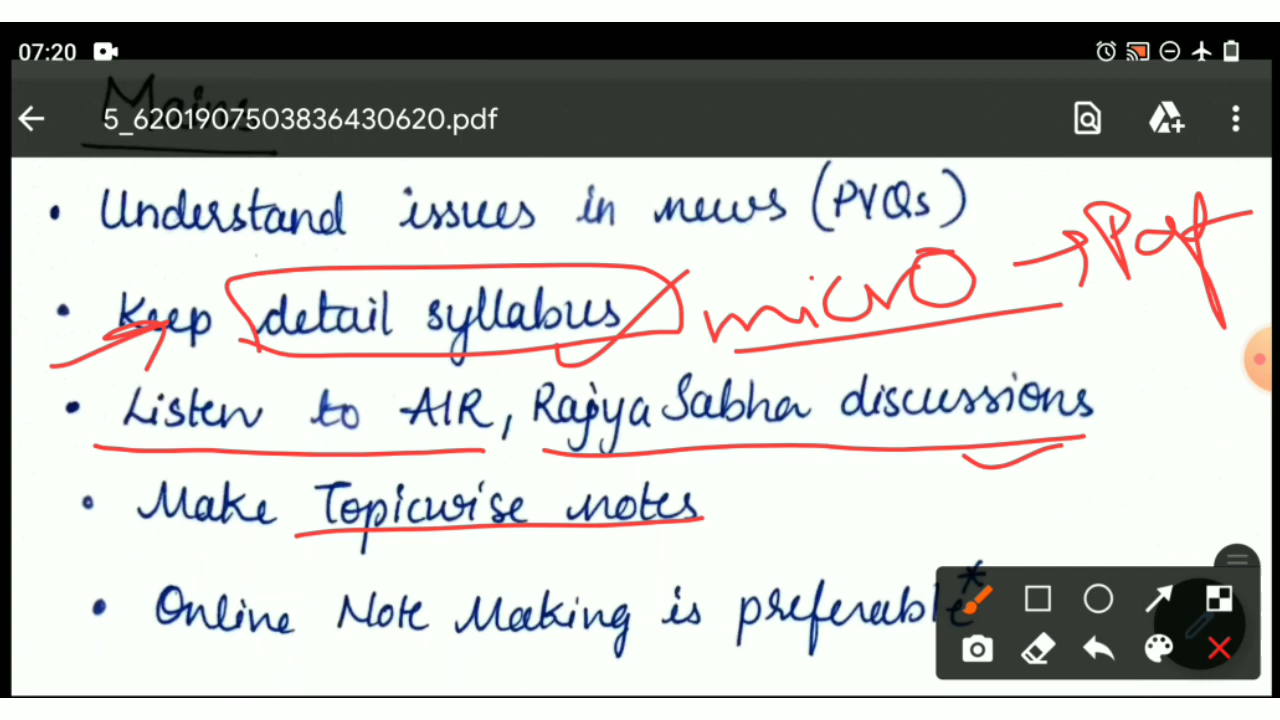 07:20
Mains
5_6201907503836430620.pdf
• Understand issues in news (PYQs)
• Keep detail syllabus micro →
• Listen to AIR, Rajya Sabha discussions
• Make Topicwise notes
• Online Note Making is preferable*